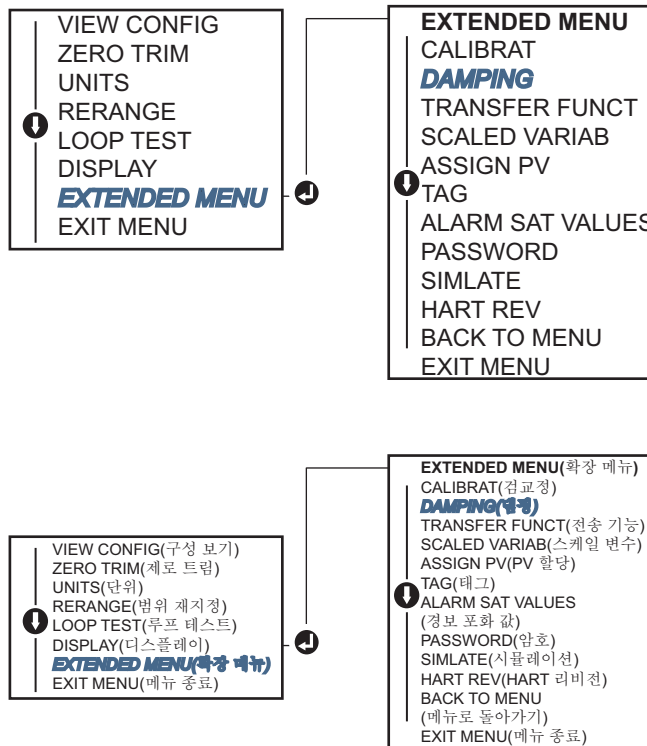 VIEW CONFIG
ZERO TRIM
UNITS
RERANGE
LOOP TEST
DISPLAY
EXTENDED MENU
EXIT MENU
EXTENDED MENU
CALIBRAT
DAMPING
TRANSFER FUNCT
SCALED VARIAB
ASSIGN PV
TAG
ALARM SAT VALUES
PASSWORD
SIMLATE
HART REV
BACK TO MENU
EXIT MENU
VIEW CONFIG(구성 보기)
ZERO TRIM(제로 트림)
UNITS(단위)
RERANGE(범위 재지정)
LOOP TEST(루프 테스트)
DISPLAY(디스플레이)
EXTENDED MENU(확장 메뉴)
EXIT MENU(메뉴 종료)
EXTENDED MENU(확장 메뉴)
CALIBRAT(검교정)
DAMPING(댐핑)
TRANSFER FUNCT(전송 기능)
SCALED VARIAB(스케일 변수)
ASSIGN PV(PV 할당)
TAG(태그)
ALARM SAT VALUES
(경보 포화 값)
PASSWORD(암호)
SIMLATE(시뮬레이션)
HART REV(HART 리비전)
BACK TO MENU
(메뉴로 돌아가기)
EXIT MENU(메뉴 종료)